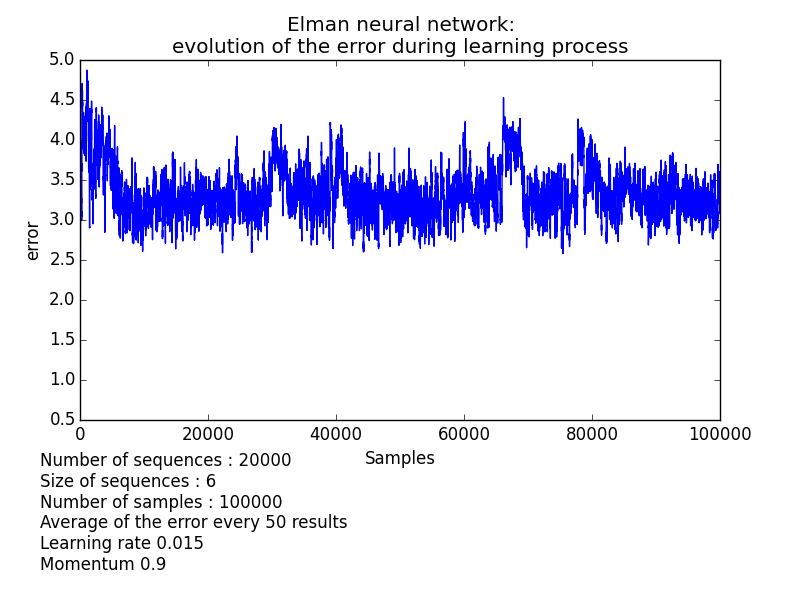 Elman neural network:
evolution of the error during learning process
5.0
4.5
4.0
3.5
3.0
2.5
2.0
1.5
1.0
0.5
error
0 20000 40000 60000 80000 100000
Samples
Number of sequences : 20000
Size of sequences : 6
Number of samples : 100000
Average of the error every 50 results
Learning rate 0.015
Momentum 0.9